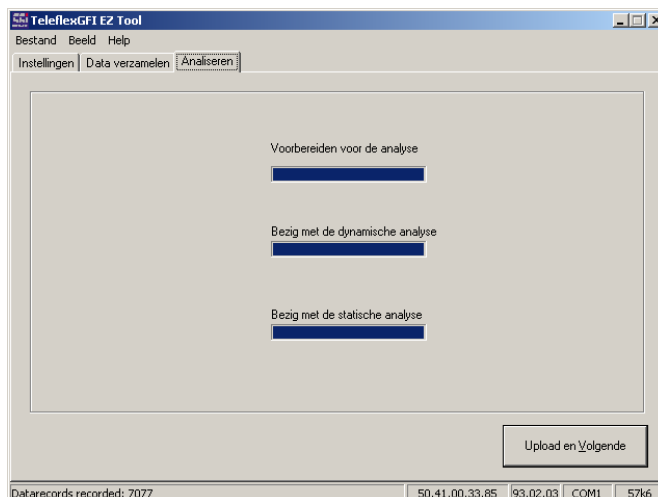 TeleflexGFI EZ Tool
Bestand Beeld Help
Instellingen Data verzamelen Analiseren
Voorbereiden voor de analyse
Bezig met de dynamische analyse
Bezig met de statische analyse
Upload en Volgende
Datarecords recorded: 7077 50.41.00.33.85 93.02.03 COM1 57k6